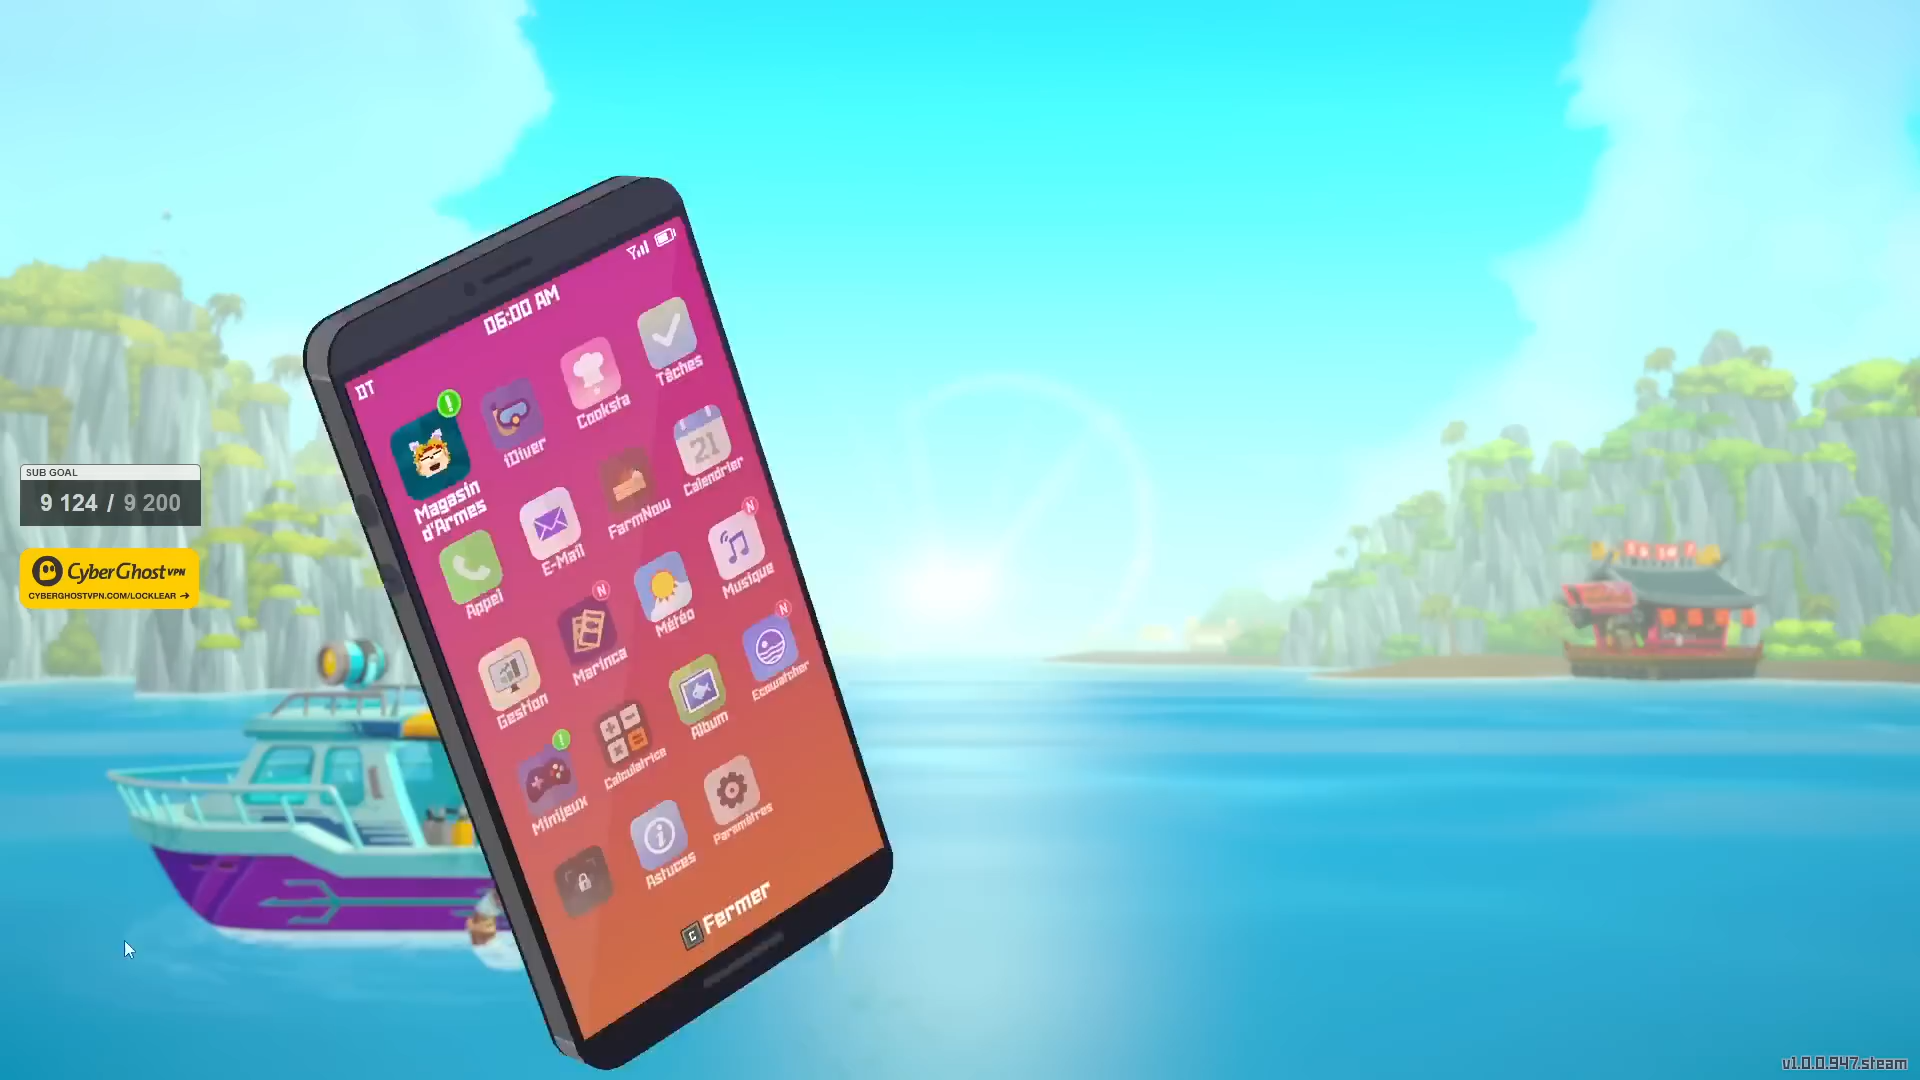 SUB GOAL
9 124 / 9 200
CyberGhost VPN
CYBERGHOSTVPN.COM/LOCKLEAR →
06:00 AM
DT
Magasin
d'Armes
iDiver
Cooksta
Tâches
Appel
E-Mail
FarmNow
Calendrier
21
Gestion
Marinca
N
Météo
Musique
N
Minijeux
Calculatrice
Album
Ecowatcher
N
Astuces
Paramètres
C Fermer
v1.0.0.947.steam